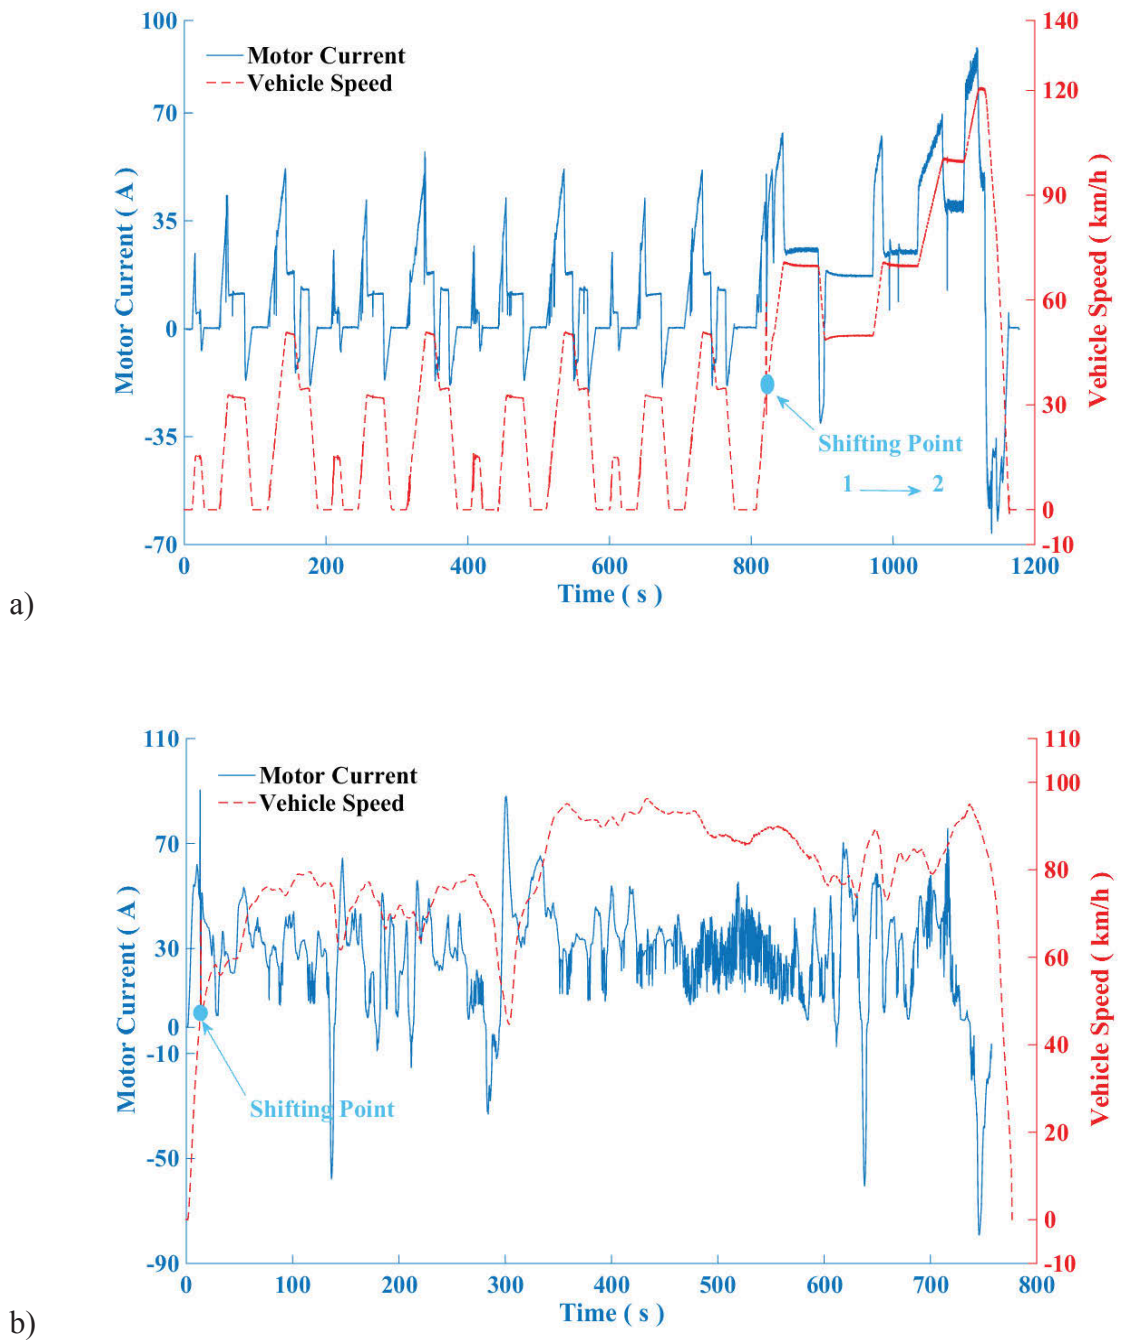 100
70
35
0
-35
-70
Motor Current ( A )
Motor Current
Vehicle Speed
140
120
90
60
30
0
-10
Vehicle Speed ( km/h )
Shifting Point
1 2
0 200 400 600 800 1000 1200
Time ( s )
a)
110
70
30
0
-10
-50
-90
Motor Current ( A )
Motor Current
Vehicle Speed
110
100
80
60
40
20
0
-10
Vehicle Speed ( km/h )
Shifting Point
0 100 200 300 400 500 600 700 800
Time ( s )
b)